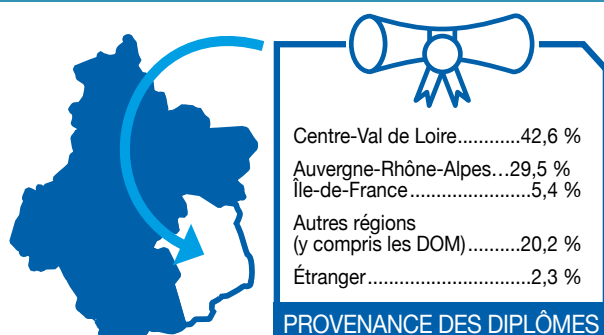 Centre-Val de Loire............42,6 %
Auvergne-Rhône-Alpes...29,5 %
Île-de-France.......................5,4 %
Autres régions
(y compris les DOM)..........20,2 %
Étranger...............................2,3 %
PROVENANCE DES DIPLÔMES